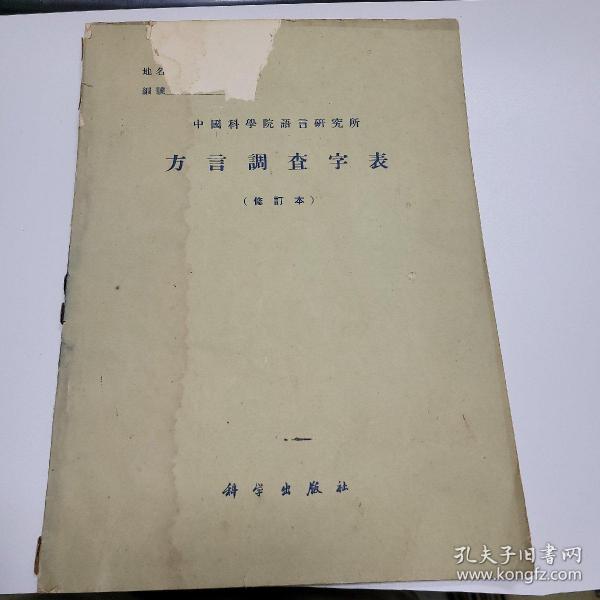 地名
編號
中國科學院語言研究所
方言調查字表
(修訂本)
科学出版社
孔夫子旧书网
www.kongfz.com